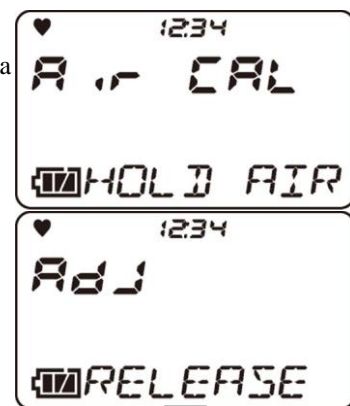 12:34
a
Air CAL
HOLD AIR
12:34
AdJ
RELEASE